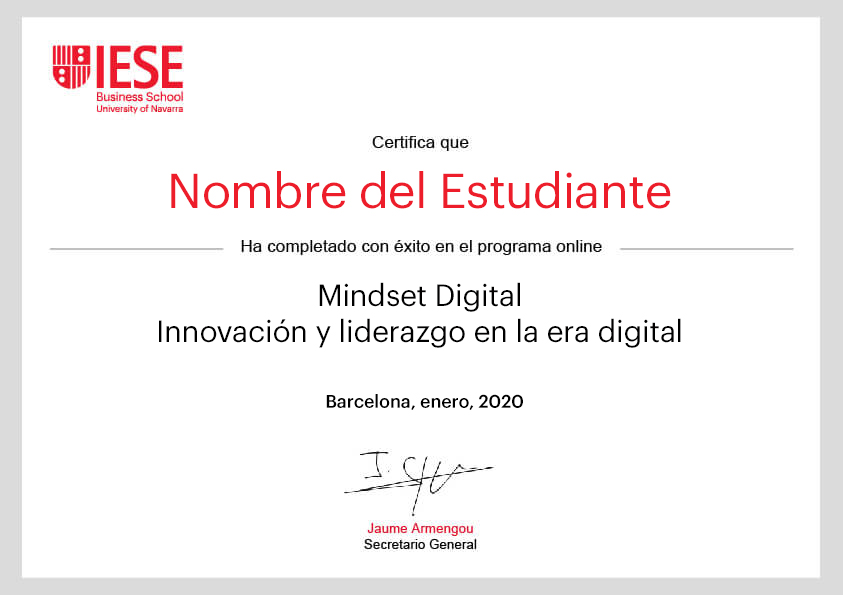 IESE
Business School
University of Navarra
Certifica que
Nombre del Estudiante
Ha completado con éxito en el programa online
Mindset Digital
Innovación y liderazgo en la era digital
Barcelona, enero, 2020
Jaume Armengou
Secretario General